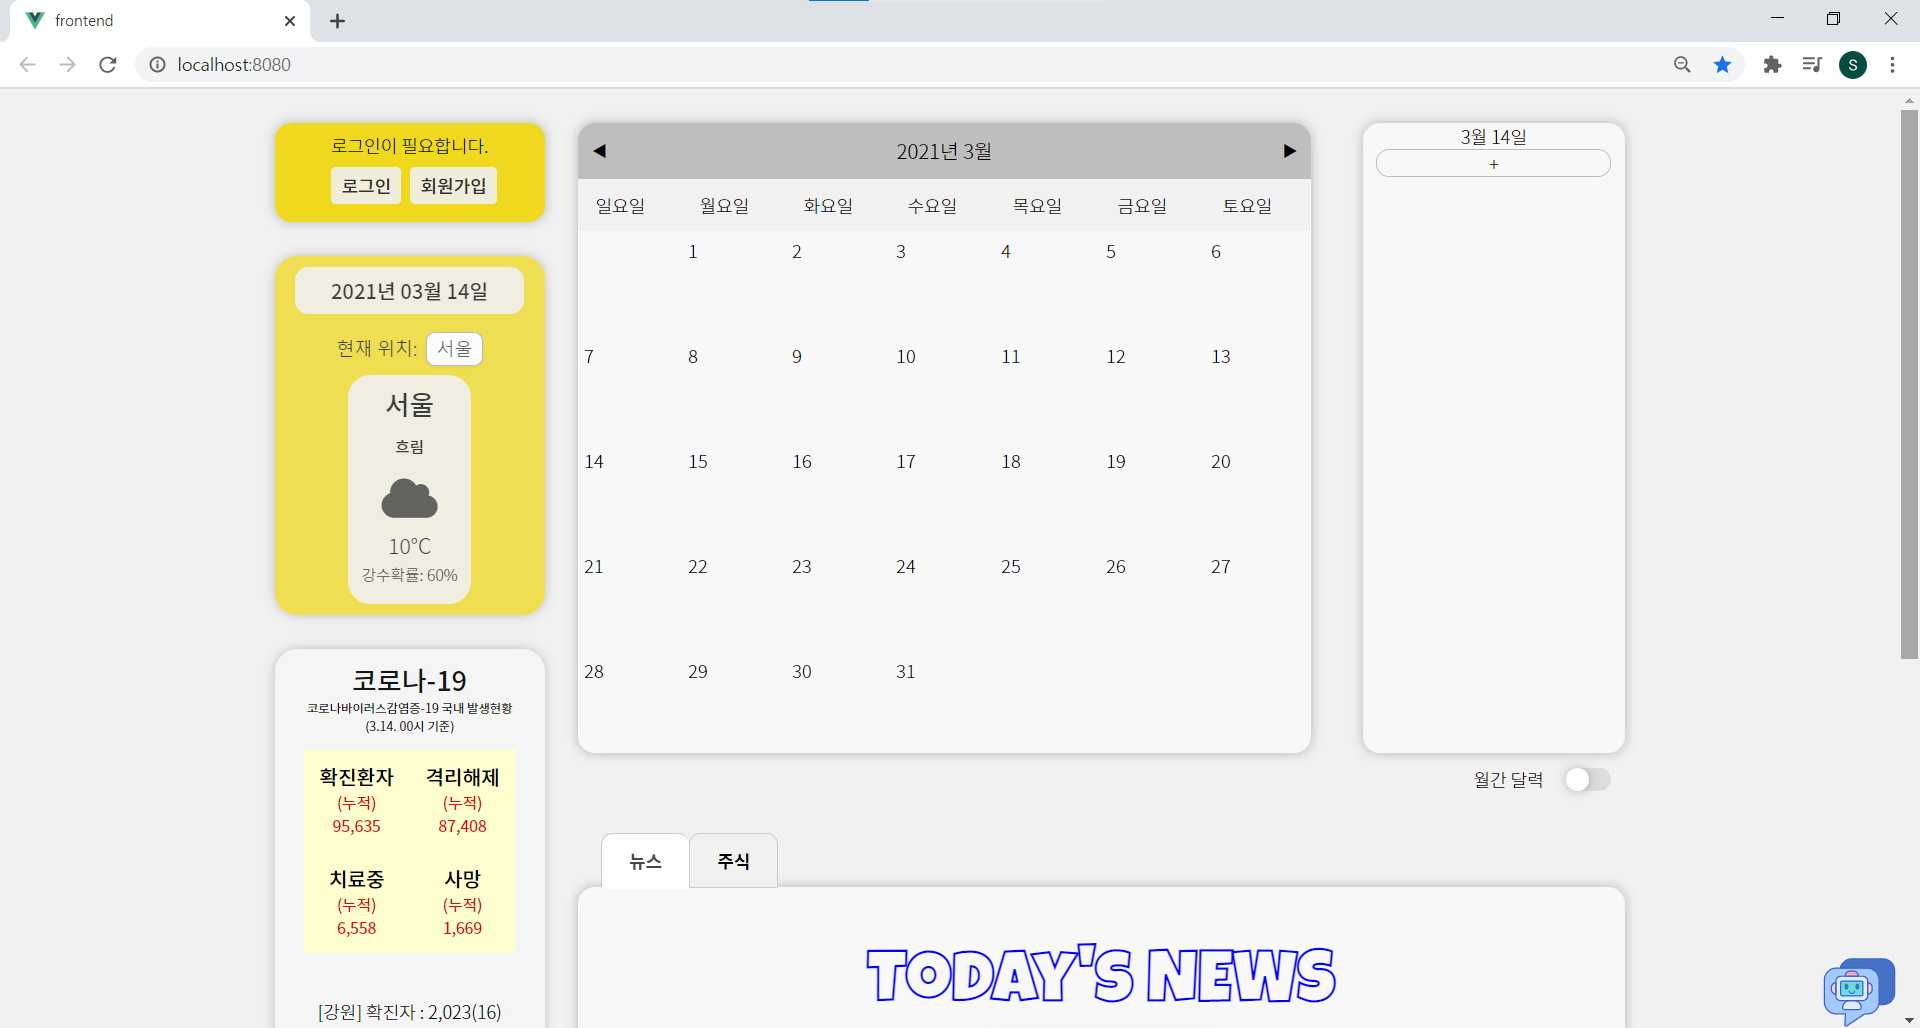 frontend
localhost:8080
S
로그인이 필요합니다.
로그인 회원가입
2021년 03월 14일
현재 위치: 서울
서울
흐림
10°C
강수확률: 60%
코로나-19
코로나바이러스감염증-19 국내 발생현황
(3.14. 00시 기준)
확진환자 격리해제
(누적) (누적)
95,635 87,408
치료중 사망
(누적) (누적)
6,558 1,669
[강원] 확진자 : 2,023(16)
◀ 2021년 3월 ▶
일요일 월요일 화요일 수요일 목요일 금요일 토요일
1 2 3 4 5 6
7 8 9 10 11 12 13
14 15 16 17 18 19 20
21 22 23 24 25 26 27
28 29 30 31
3월 14일
+
월간 달력
뉴스 주식
TODAY'S NEWS